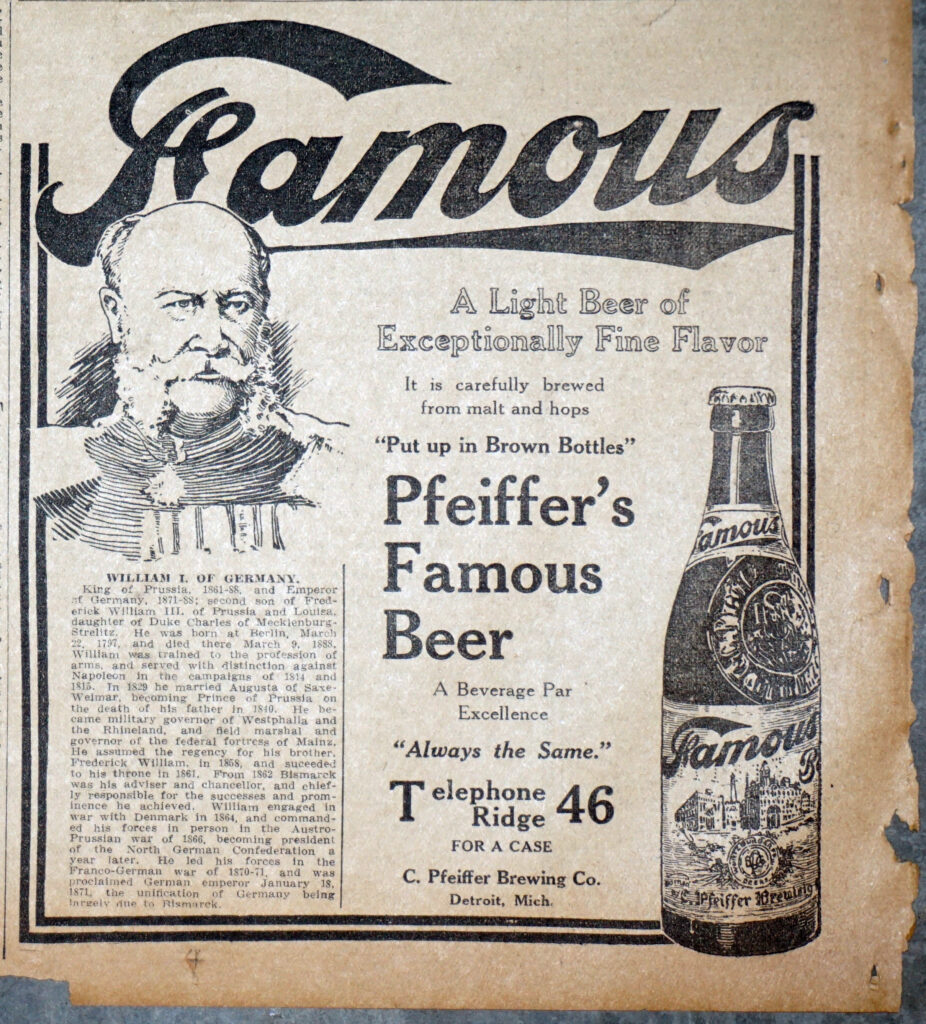 Famous
A Light Beer of
Exceptionally Fine Flavor
It is carefully brewed
from malt and hops
"Put up in Brown Bottles"
Pfeiffer's
Famous
Beer
A Beverage Par
Excellence
"Always the Same."
Telephone
Ridge 46
FOR A CASE
C. Pfeiffer Brewing Co.
Detroit, Mich.
WILLIAM I. OF GERMANY.
King of Prussia, 1861-88, and Emperor
of Germany, 1871-88; second son of Fred-
erick William III. of Prussia and Louisa,
daughter of Duke Charles of Mecklenburg-
Strelitz. He was born at Berlin, March
22, 1797, and died there March 9, 1888.
William was trained to the profession of
arms, and served with distinction against
Napoleon in the campaigns of 1814 and
1815. In 1829 he married Augusta of Saxe-
Weimar, becoming Prince of Prussia on
the death of his father in 1840. He be-
came military governor of Westphalia and
the Rhineland, and field marshal and
governor of the federal fortress of Mainz.
He assumed the regency for his brother,
Frederick William, in 1858, and suceeded
to his throne in 1861. From 1862 Bismarck
was his adviser and chancellor, and chief-
ly responsible for the successes and prom-
inence he achieved. William engaged in
war with Denmark in 1864, and command-
ed his forces in person in the Austro-
Prussian war of 1866, becoming president
of the North German Confederation a
year later. He led his forces in the
Franco-German war of 1870-71, and was
proclaimed German emperor January 18,
1871, the unification of Germany being
largely due to Bismarck.
Famous
Famous
C. Pfeiffer Brewing